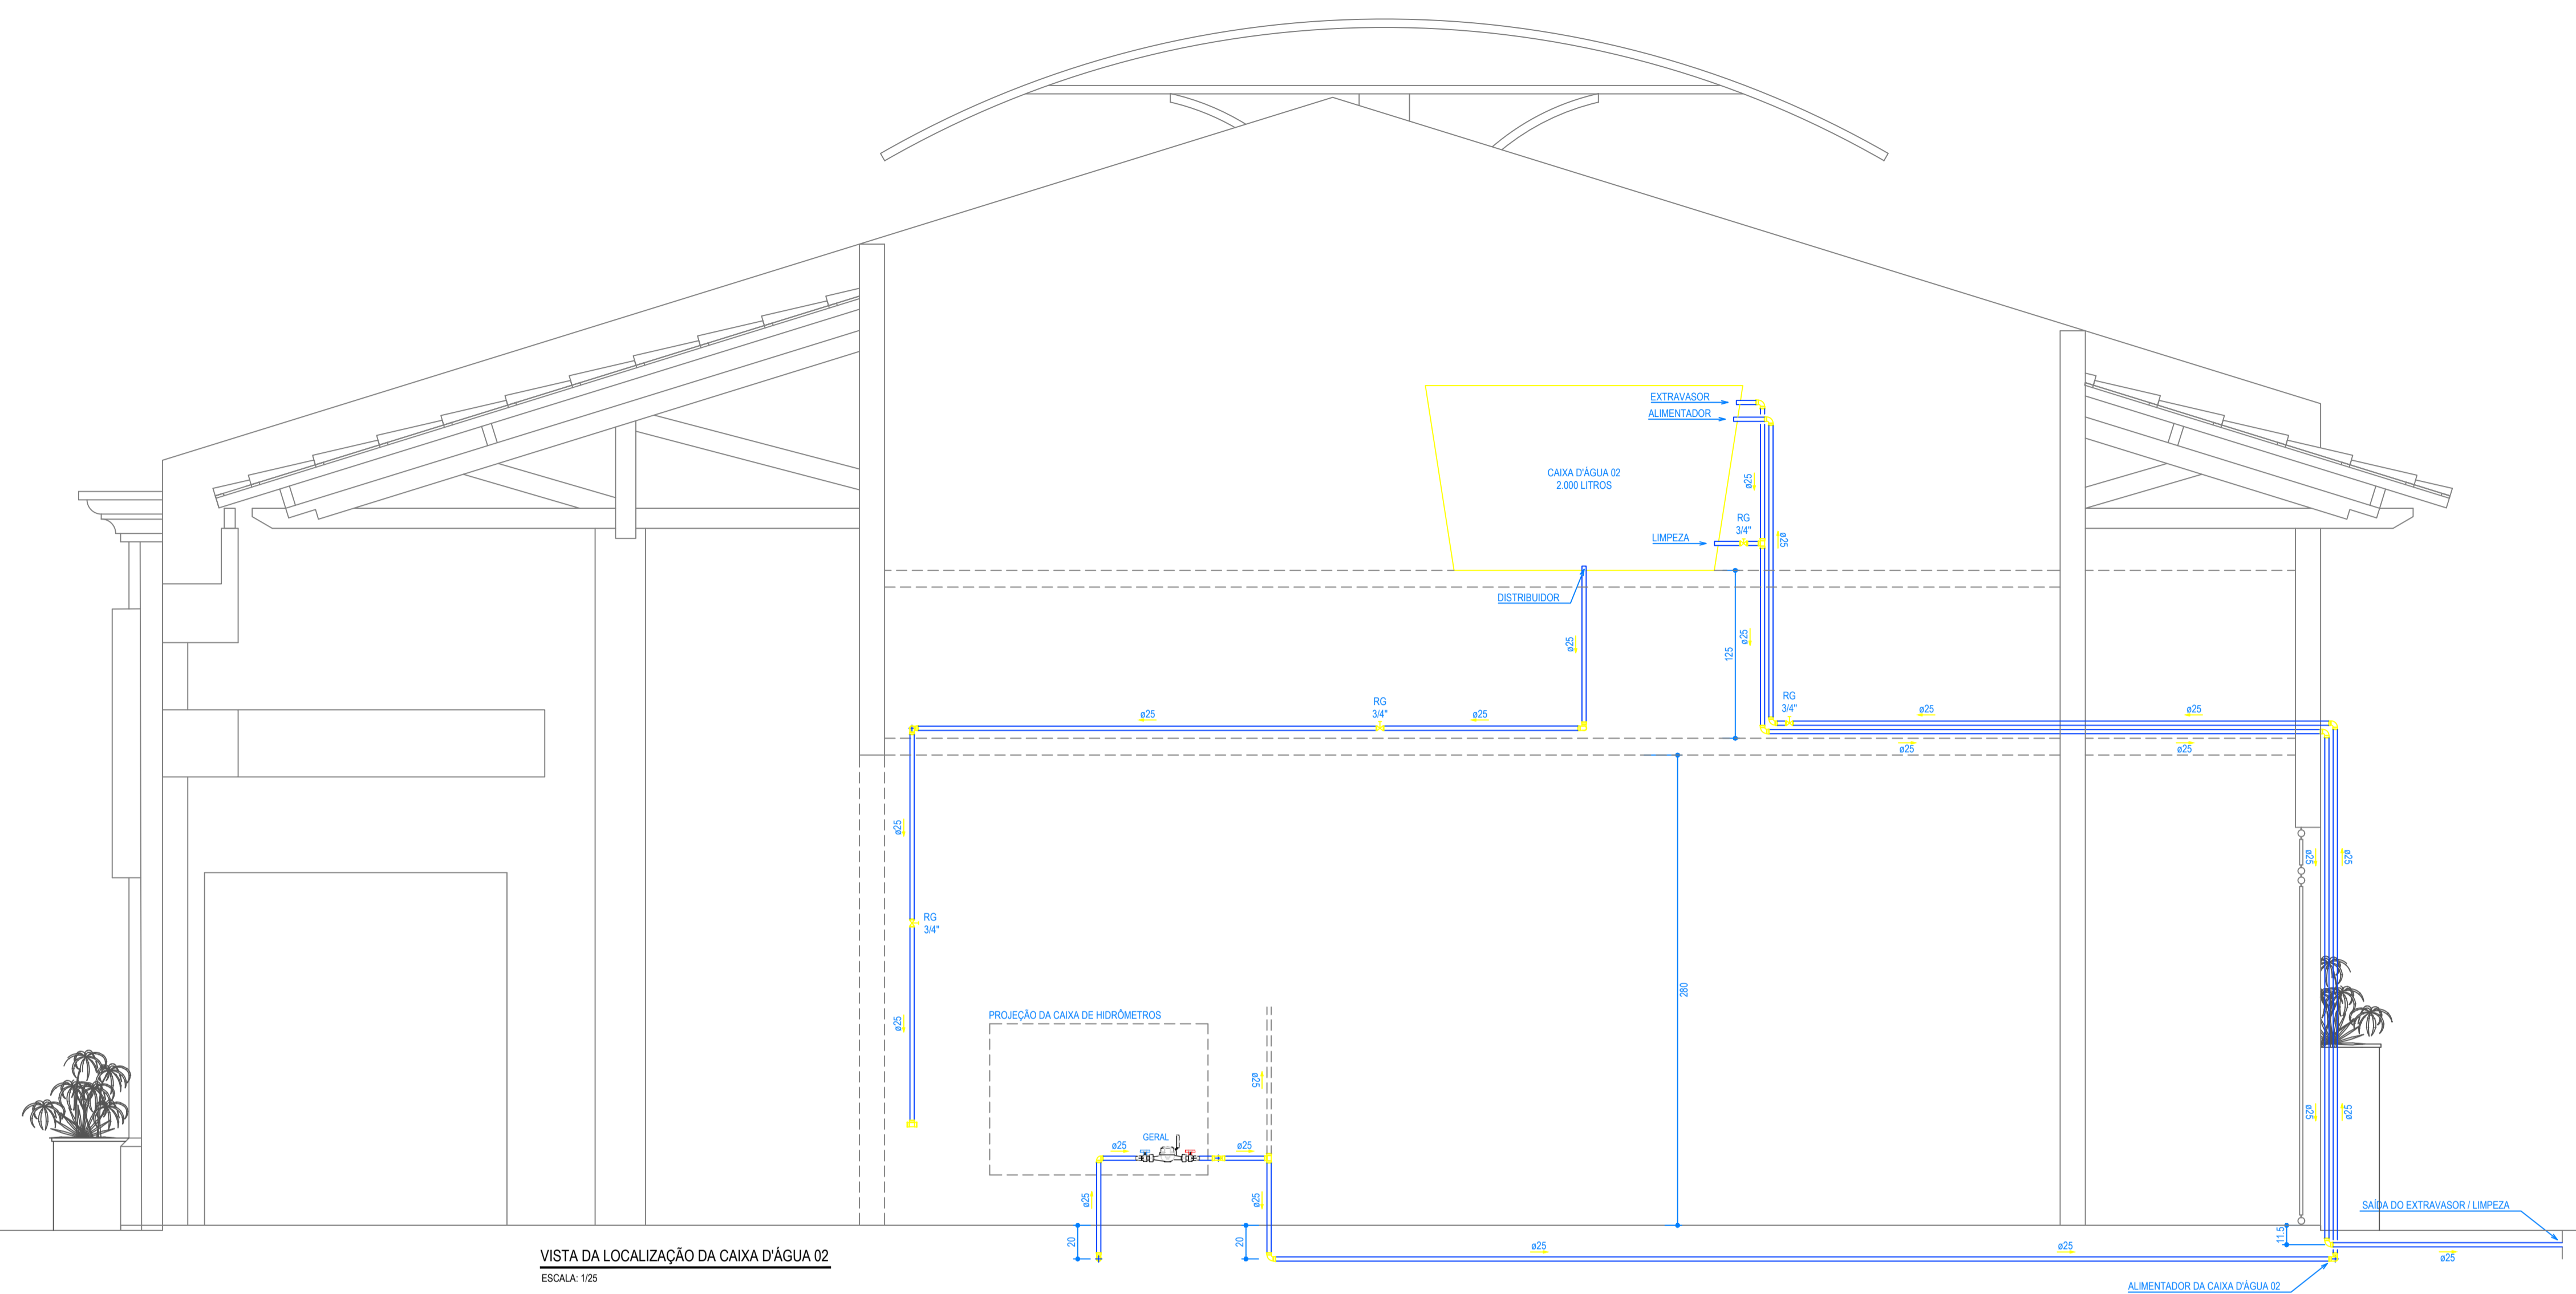 EXTRAVASOR
ALIMENTADOR
CAIXA D'ÁGUA 02
2.000 LITROS
ø25
RG
3/4"
LIMPEZA
ø25
DISTRIBUIDOR
ø25
ø25
125
RG
3/4"
RG
3/4"
ø25
ø25
ø25
ø25
ø25
ø25
ø25
ø25
ø25
RG
3/4"
280
ø25
PROJEÇÃO DA CAIXA DE HIDRÔMETROS
ø25
ø25
ø25
GERAL
ø25
ø25
ø25
ø25
SAÍDA DO EXTRAVASOR / LIMPEZA
20
20
11.5
ø25
ø25
ø25
VISTA DA LOCALIZAÇÃO DA CAIXA D'ÁGUA 02
ESCALA: 1/25
ALIMENTADOR DA CAIXA D'ÁGUA 02